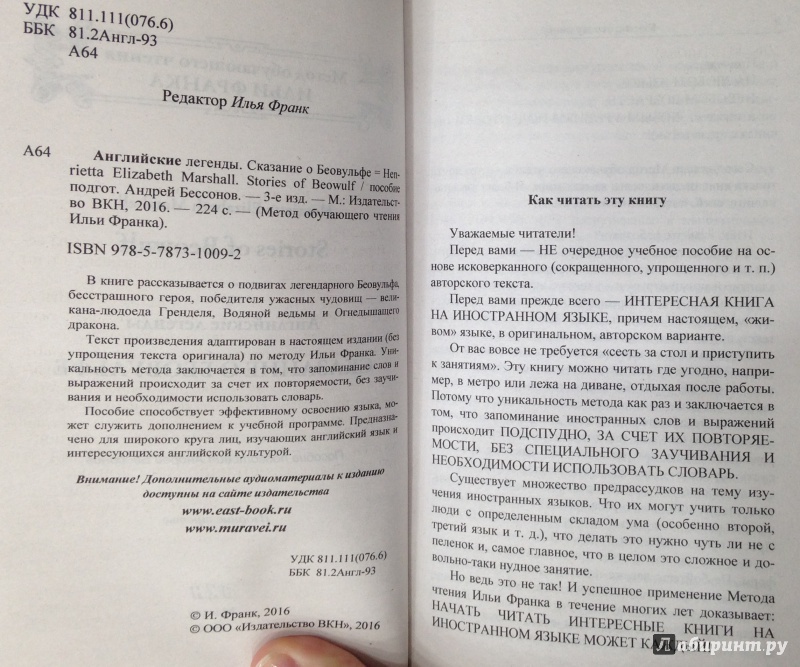 УДК 811.111(076.6)
ББК 81.2Англ-93
А64
Редактор Илья Франк
А64
Английские легенды. Сказание о Беовульфе = Hen-
rietta Elizabeth Marshall. Stories of Beowulf / пособие
подгот. Андрей Бессонов. — 3-е изд. — М.: Издательст-
во ВКН, 2016. — 224 с. — (Метод обучающего чтения
Ильи Франка).
ISBN 978-5-7873-1009-2
В книге рассказывается о подвигах легендарного Беовульфа,
бесстрашного героя, победителя ужасных чудовищ — вели-
кана-людоеда Гренделя, Водяной ведьмы и Огнедышащего
дракона.
Текст произведения адаптирован в настоящем издании (без
упрощения текста оригинала) по методу Ильи Франка. Уни-
кальность метода заключается в том, что запоминание слов и
выражений происходит за счет их повторяемости, без заучи-
вания и необходимости использовать словарь.
Пособие способствует эффективному освоению языка, мо-
жет служить дополнением к учебной программе. Предназна-
чено для широкого круга лиц, изучающих английский язык и
интересующихся английской культурой.
Внимание! Дополнительные аудиоматериалы к изданию
доступны на сайте издательства
www.east-book.ru
www.muravei.ru
УДК 811.111(076.6)
ББК 81.2Англ-93
© И. Франк, 2016
© ООО «Издательство ВКН», 2016
Как читать эту книгу
Уважаемые читатели!
Перед вами — НЕ очередное учебное пособие на ос-
нове исковерканного (сокращенного, упрощенного и т. п.)
авторского текста.
Перед вами прежде всего — ИНТЕРЕСНАЯ КНИГА
НА ИНОСТРАННОМ ЯЗЫКЕ, причем настоящем, «жи-
вом» языке, в оригинальном, авторском варианте.
От вас вовсе не требуется «сесть за стол и приступить
к занятиям». Эту книгу можно читать где угодно, напри-
мер, в метро или лежа на диване, отдыхая после работы.
Потому что уникальность метода как раз и заключается в
том, что запоминание иностранных слов и выражений
происходит ПОДСПУДНО, ЗА СЧЕТ ИХ ПОВТОРЯЕ-
МОСТИ, БЕЗ СПЕЦИАЛЬНОГО ЗАУЧИВАНИЯ И
НЕОБХОДИМОСТИ ИСПОЛЬЗОВАТЬ СЛОВАРЬ.
Существует множество предрассудков на тему изу-
чения иностранных языков. Что их могут учить только
люди с определенным складом ума (особенно второй,
третий язык и т. д.), что делать это нужно чуть ли не с
пеленок и, самое главное, что в целом это сложное и до-
вольно-таки нудное занятие.
Но ведь это не так! И успешное применение Метода
чтения Ильи Франка в течение многих лет доказывает:
НАЧАТЬ ЧИТАТЬ ИНТЕРЕСНЫЕ КНИГИ НА
ИНОСТРАННОМ ЯЗЫКЕ МОЖЕТ
Лабиринт.ру